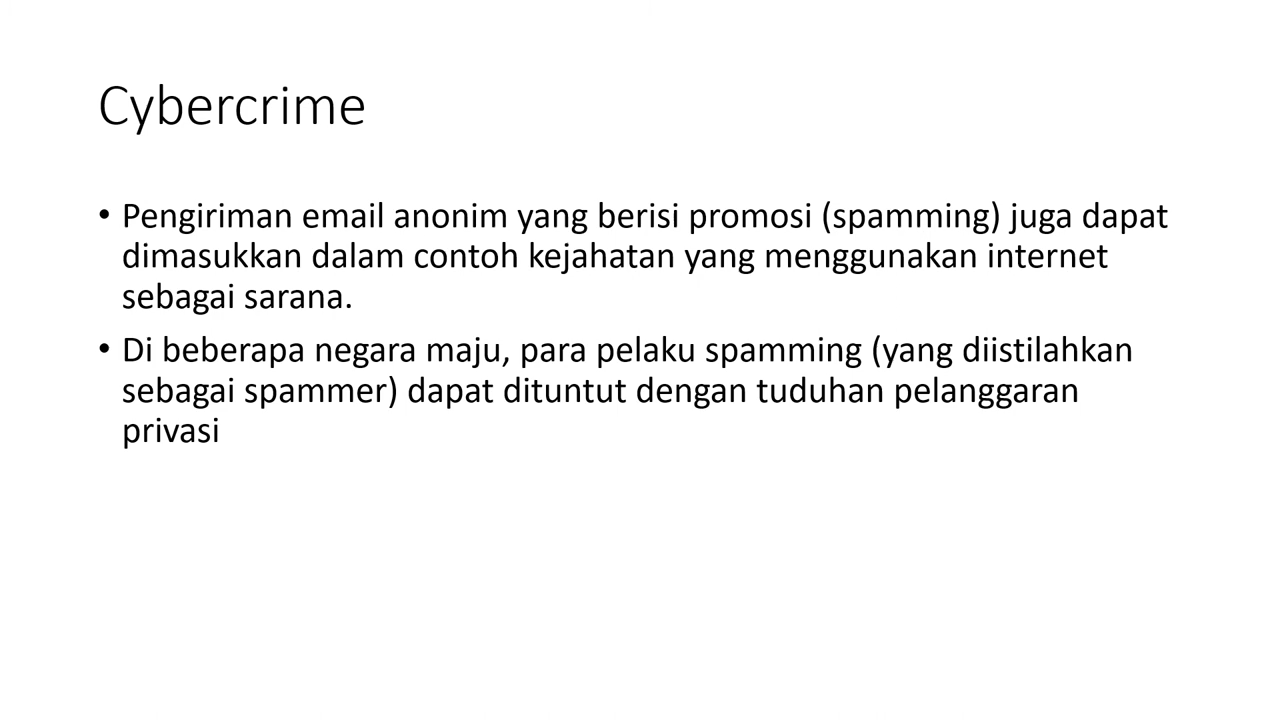 Cybercrime
• Pengiriman email anonim yang berisi promosi (spamming) juga dapat
dimasukkan dalam contoh kejahatan yang menggunakan internet
sebagai sarana.
• Di beberapa negara maju, para pelaku spamming (yang diistilahkan
sebagai spammer) dapat dituntut dengan tuduhan pelanggaran
privasi